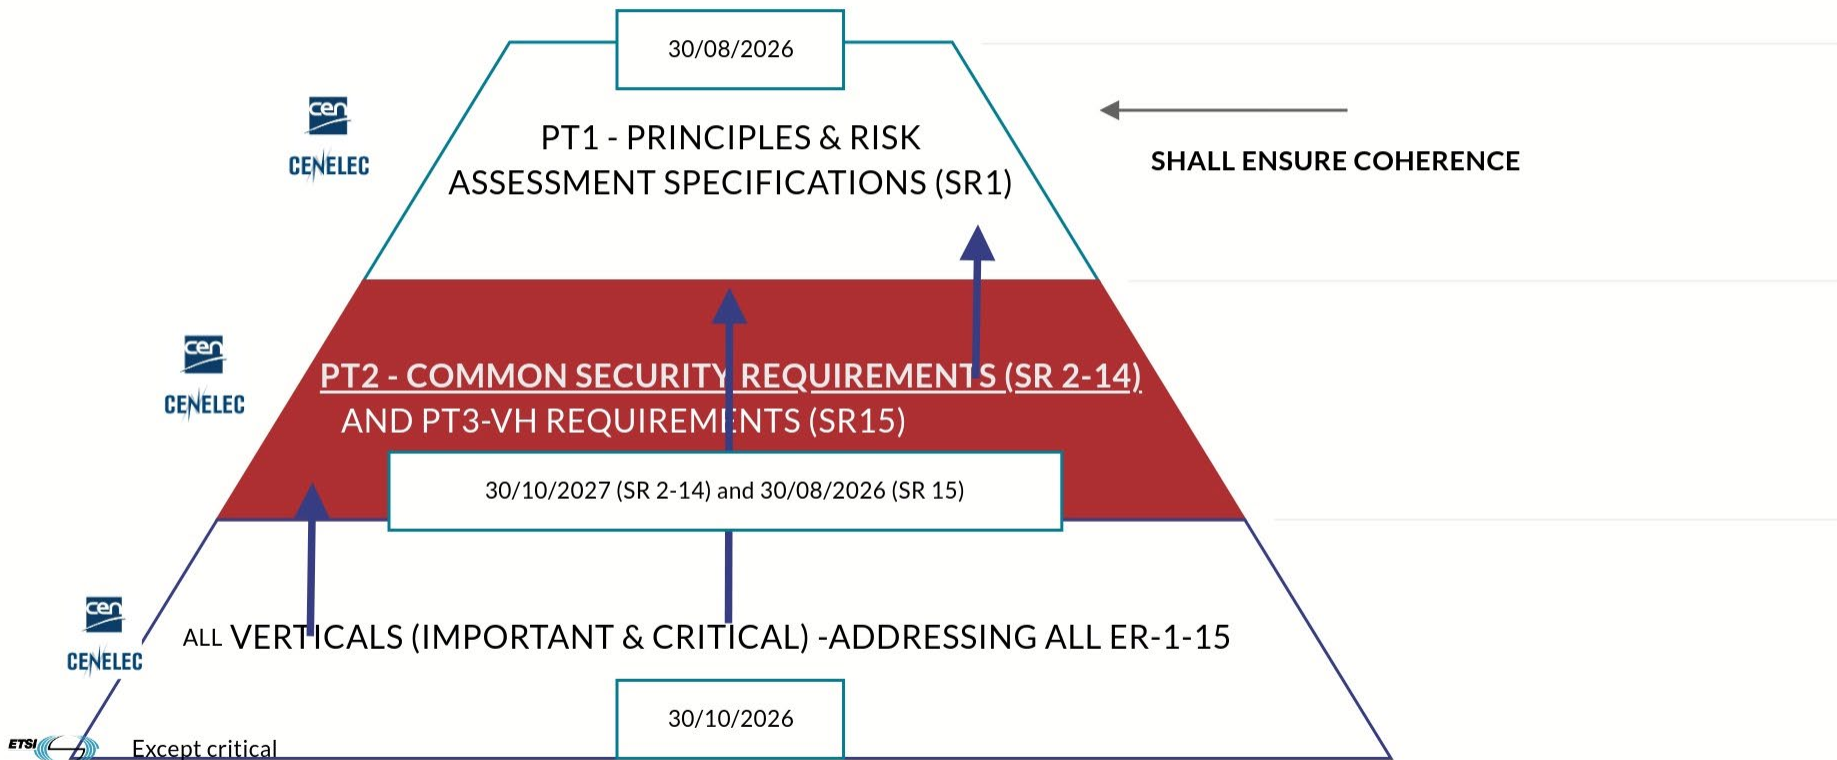 30/08/2026
cen
CENELEC
PT1 - PRINCIPLES & RISK
ASSESSMENT SPECIFICATIONS (SR1)
SHALL ENSURE COHERENCE
cen
CENELEC
PT2 - COMMON SECURITY REQUIREMENTS (SR 2-14)
AND PT3-VH REQUIREMENTS (SR15)
30/10/2027 (SR 2-14) and 30/08/2026 (SR 15)
cen
CENELEC
ALL VERTICALS (IMPORTANT & CRITICAL) -ADDRESSING ALL ER-1-15
30/10/2026
ETSI
Except critical